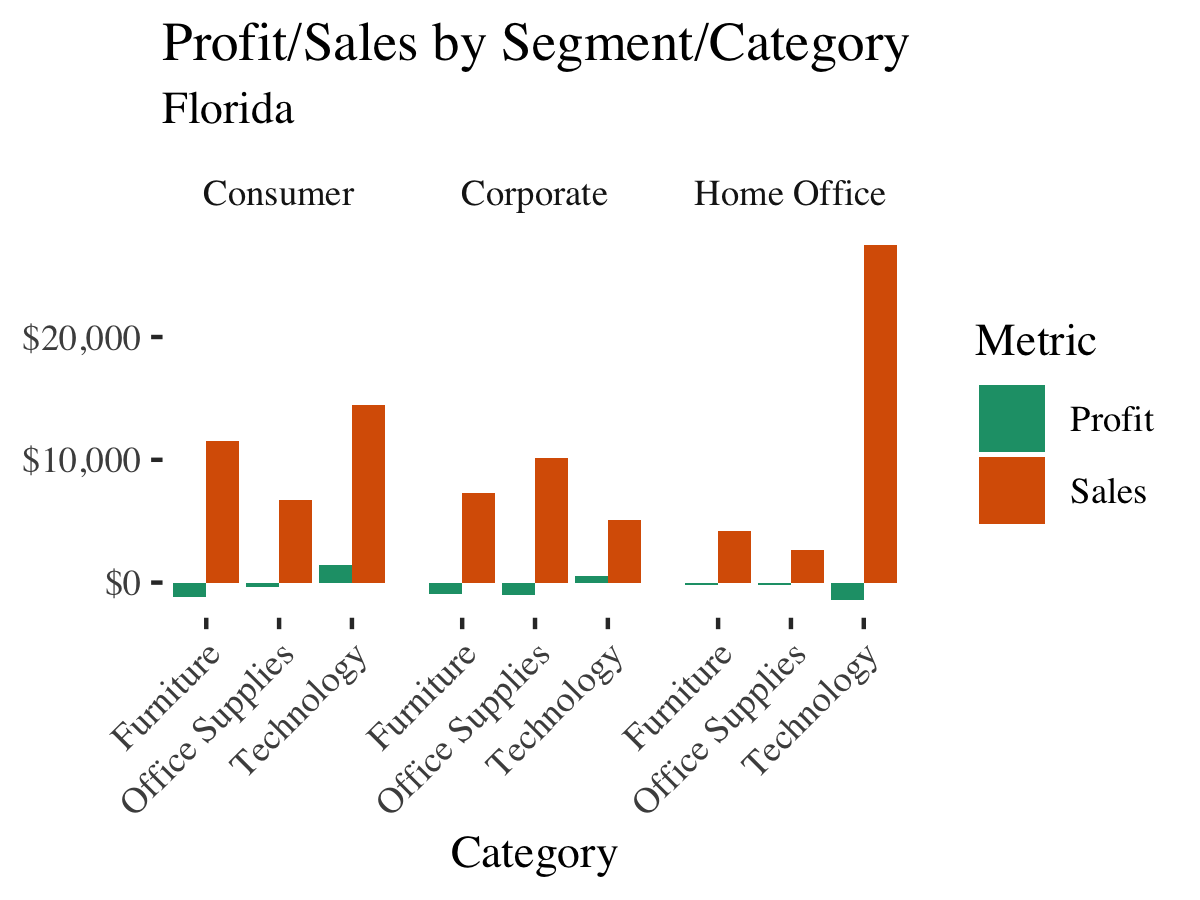 Profit/Sales by Segment/Category
Florida
Consumer
Corporate
Home Office
$20,000
$10,000
$0
Furniture
Office Supplies
Technology
Furniture
Office Supplies
Technology
Furniture
Office Supplies
Technology
Category
Metric
Profit
Sales